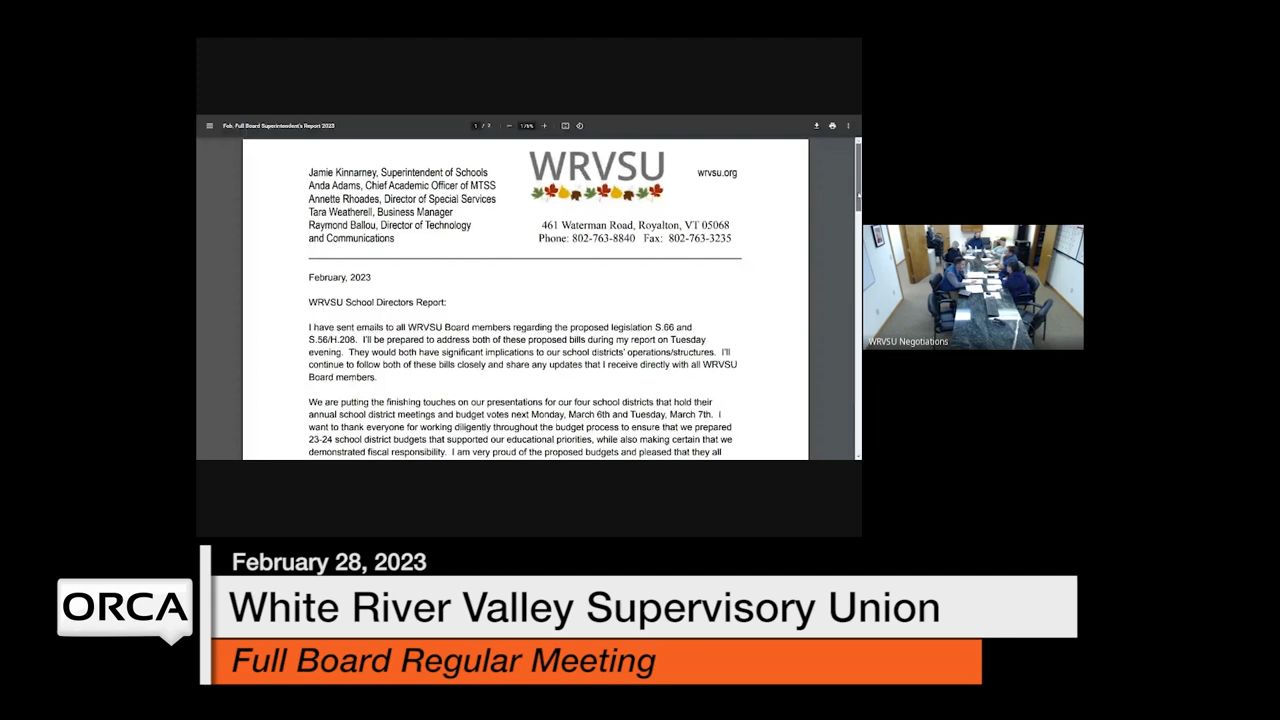 Feb. Full Board Superintendent's Report 2023
1 / 2
175%
Jamie Kinnarney, Superintendent of Schools
Anda Adams, Chief Academic Officer of MTSS
Annette Rhoades, Director of Special Services
Tara Weatherell, Business Manager
Raymond Ballou, Director of Technology
and Communications
WRVSU
wrvsu.org
461 Waterman Road, Royalton, VT 05068
Phone: 802-763-8840 Fax: 802-763-3235
February, 2023
WRVSU School Directors Report:
I have sent emails to all WRVSU Board members regarding the proposed legislation S.66 and
S.56/H.208. I'll be prepared to address both of these proposed bills during my report on Tuesday
evening. They would both have significant implications to our school districts' operations/structures. I'll
continue to follow both of these bills closely and share any updates that I receive directly with all WRVSU
Board members.
We are putting the finishing touches on our presentations for our four school districts that hold their
annual school district meetings and budget votes next Monday, March 6th and Tuesday, March 7th. I
want to thank everyone for working diligently throughout the budget process to ensure that we prepared
23-24 school district budgets that supported our educational priorities, while also making certain that we
demonstrated fiscal responsibility. I am very proud of the proposed budgets and pleased that they all
WRVSU Negotiations
February 28, 2023
ORCA
White River Valley Supervisory Union
Full Board Regular Meeting